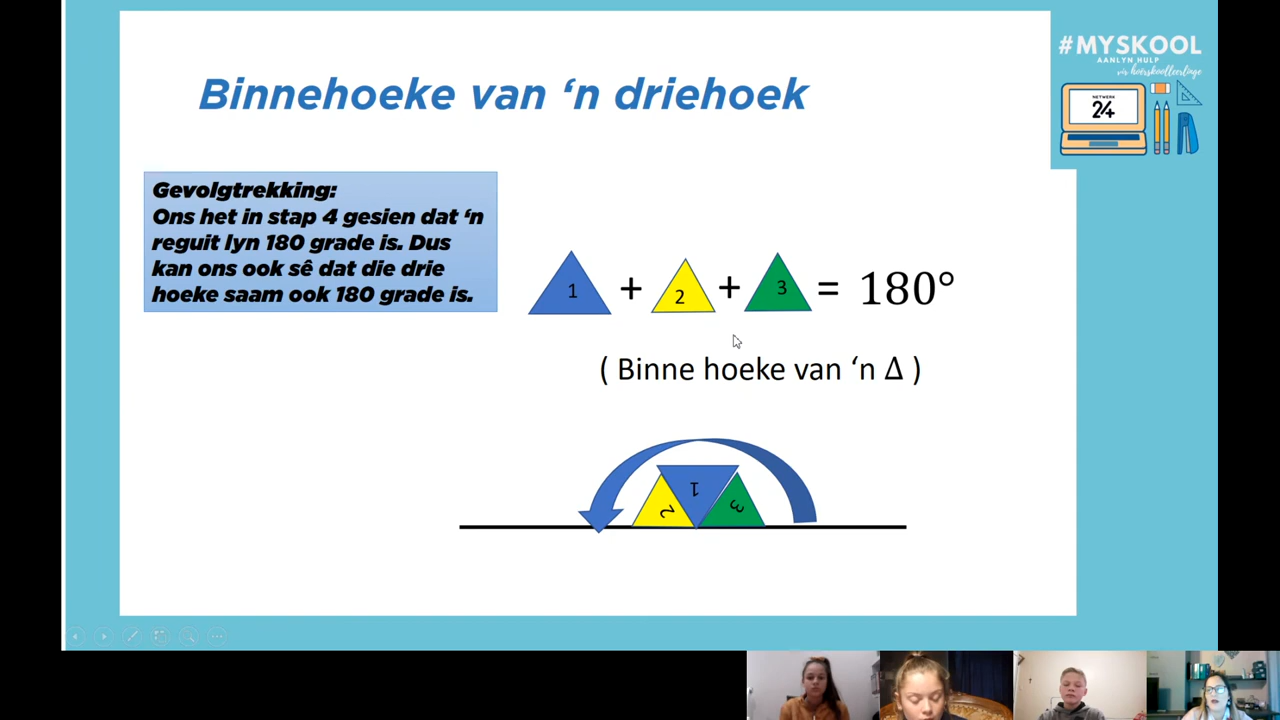 #MYSKOOL
AANLYN HULP
vir hoërskoolleerlinge
NETWERK
24
Binnehoeke van ‘n driehoek
Gevolgtrekking:
Ons het in stap 4 gesien dat ‘n
reguit lyn 180 grade is. Dus
kan ons ook sê dat die drie
hoeke saam ook 180 grade is.
1 + 2 + 3 = 180°
( Binne hoeke van ‘n Δ )
2 1 3